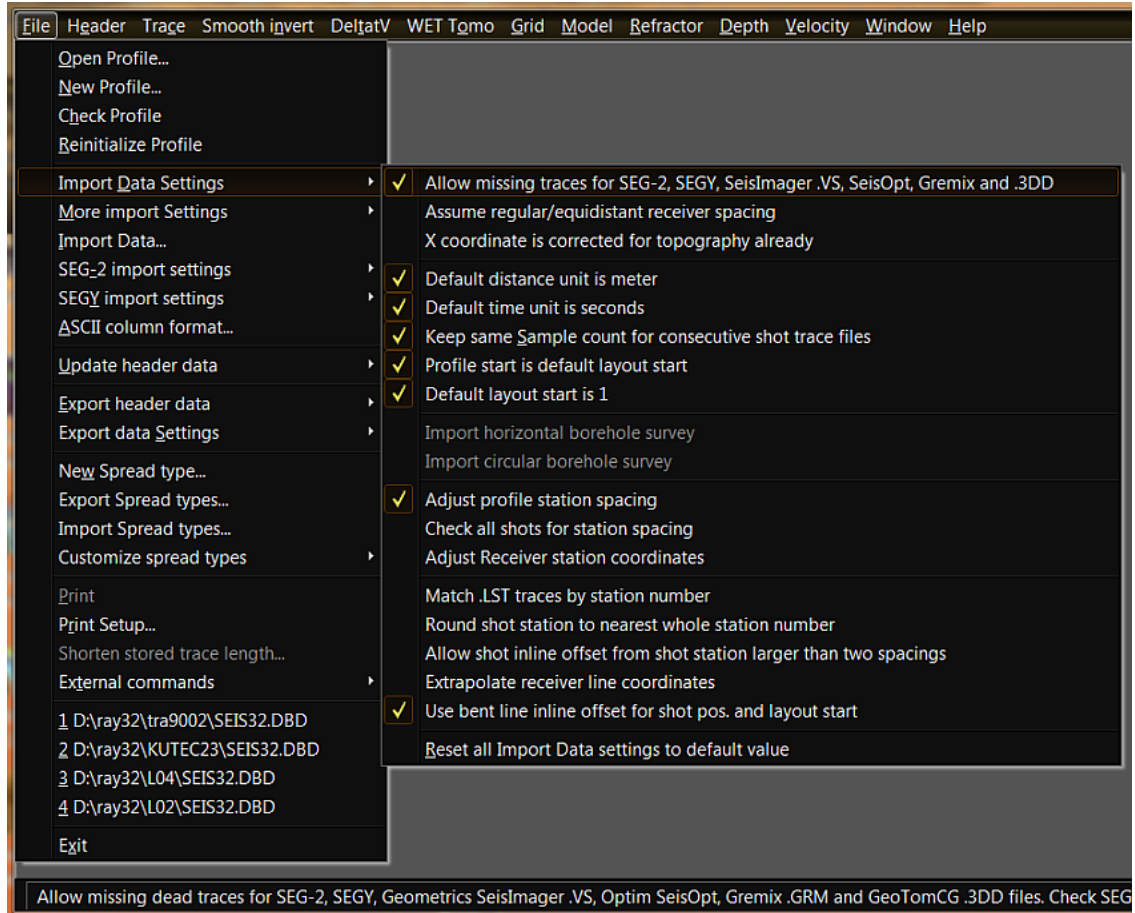 File Header Trace Smooth invert DeltatV WET Tomo Grid Model Refractor Depth Velocity Window Help
Open Profile...
New Profile...
Check Profile
Reinitialize Profile
Import Data Settings
More import Settings
Import Data...
SEG-2 import settings
SEGY import settings
ASCII column format...
Update header data
Export header data
Export data Settings
New Spread type...
Export Spread types...
Import Spread types...
Customize spread types
Print
Print Setup...
Shorten stored trace length...
External commands
1 D:\ray32\tra9002\SEIS32.DBD
2 D:\ray32\KUTEC23\SEIS32.DBD
3 D:\ray32\L04\SEIS32.DBD
4 D:\ray32\L02\SEIS32.DBD
Exit
Allow missing traces for SEG-2, SEGY, SeisImager .VS, SeisOpt, Gremix and .3DD
Assume regular/equidistant receiver spacing
X coordinate is corrected for topography already
Default distance unit is meter
Default time unit is seconds
Keep same Sample count for consecutive shot trace files
Profile start is default layout start
Default layout start is 1
Import horizontal borehole survey
Import circular borehole survey
Adjust profile station spacing
Check all shots for station spacing
Adjust Receiver station coordinates
Match .LST traces by station number
Round shot station to nearest whole station number
Allow shot inline offset from shot station larger than two spacings
Extrapolate receiver line coordinates
Use bent line inline offset for shot pos. and layout start
Reset all Import Data settings to default value
Allow missing dead traces for SEG-2, SEGY, Geometrics SeisImager .VS, Optim SeisOpt, Gremix .GRM and GeoTomCG .3DD files. Check SEG